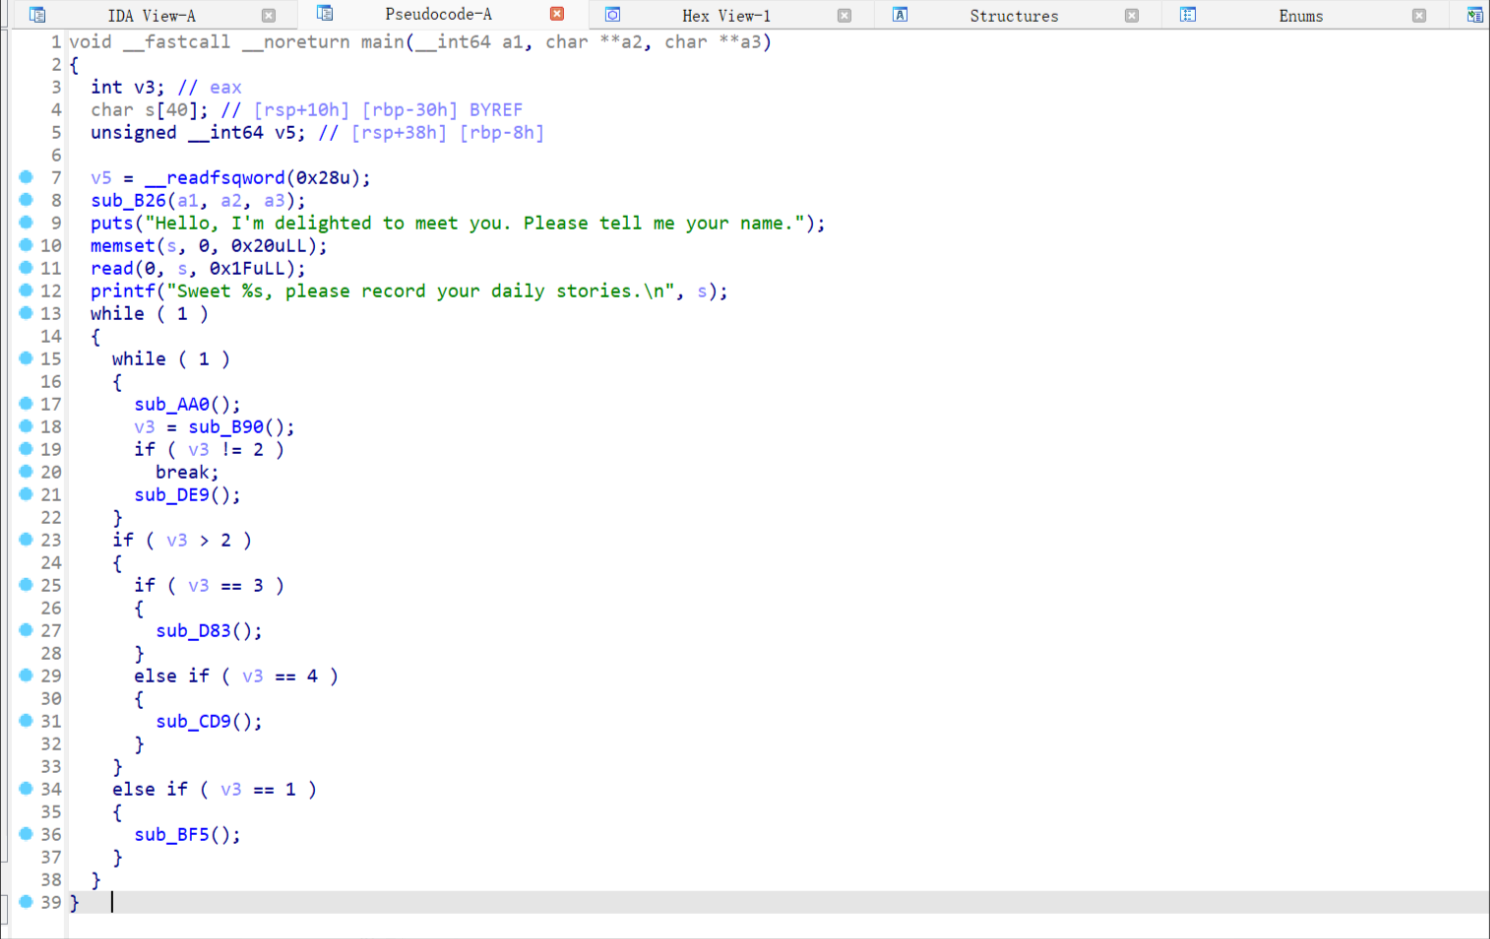 IDA View-A Pseudocode-A Hex View-1 Structures Enums
1 void __fastcall __noreturn main(__int64 a1, char **a2, char **a3)
2 {
3 int v3; // eax
4 char s[40]; // [rsp+10h] [rbp-30h] BYREF
5 unsigned __int64 v5; // [rsp+38h] [rbp-8h]
6
7 v5 = __readfsqword(0x28u);
8 sub_B26(a1, a2, a3);
9 puts("Hello, I'm delighted to meet you. Please tell me your name.");
10 memset(s, 0, 0x20uLL);
11 read(0, s, 0x1FuLL);
12 printf("Sweet %s, please record your daily stories.\n", s);
13 while ( 1 )
14 {
15 while ( 1 )
16 {
17 sub_AA0();
18 v3 = sub_B90();
19 if ( v3 != 2 )
20 break;
21 sub_DE9();
22 }
23 if ( v3 > 2 )
24 {
25 if ( v3 == 3 )
26 {
27 sub_D83();
28 }
29 else if ( v3 == 4 )
30 {
31 sub_CD9();
32 }
33 }
34 else if ( v3 == 1 )
35 {
36 sub_BF5();
37 }
38 }
39 }